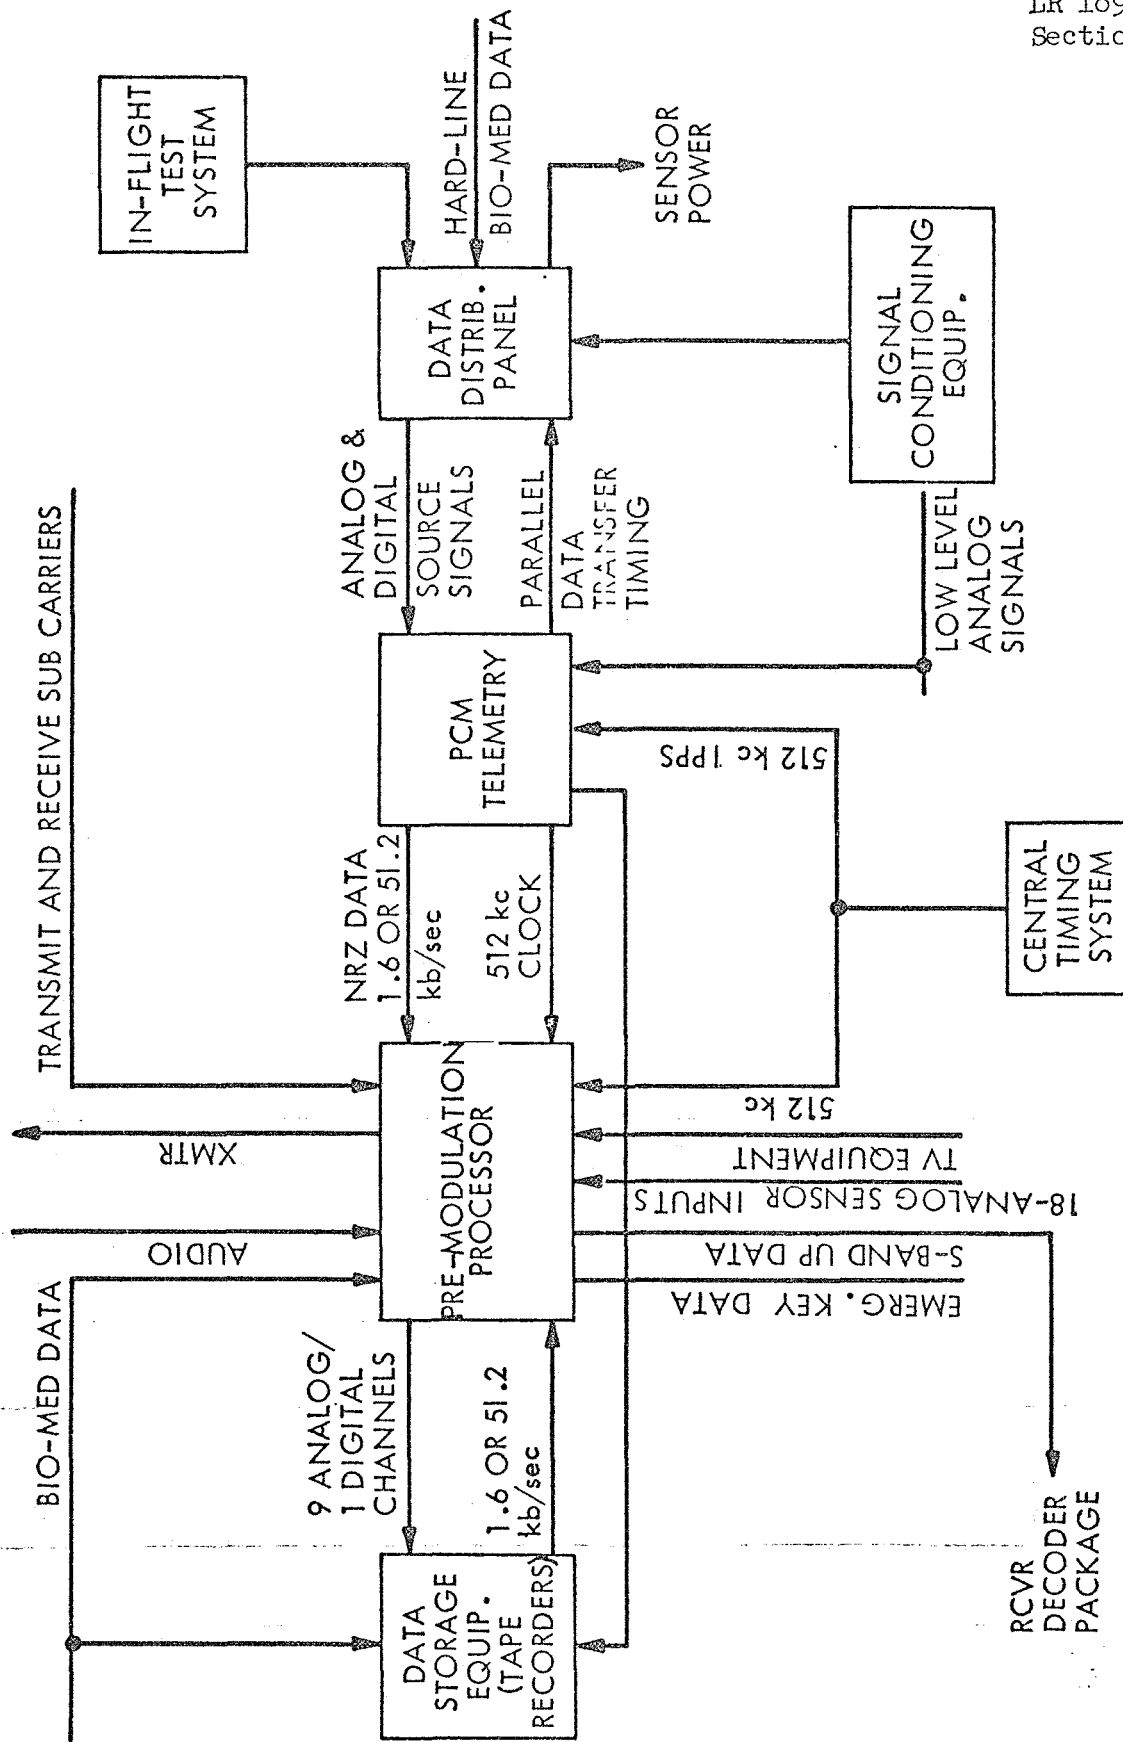 LR 189
Sectio
IN-FLIGHT
TEST
SYSTEM
HARD-LINE
BIO-MED DATA
SENSOR
POWER
DATA
DISTRIB.
PANEL
SIGNAL
CONDITIONING
EQUIP.
ANALOG &
DIGITAL
SOURCE
SIGNALS
PARALLEL
DATA
TRANSFER
TIMING
LOW LEVEL
ANALOG
SIGNALS
TRANSMIT AND RECEIVE SUB CARRIERS
PCM
TELEMETRY
512 kc 1PPS
NRZ DATA
1.6 OR 51.2
kb/sec
512 kc
CLOCK
CENTRAL
TIMING
SYSTEM
512 kc
XMTR
AUDIO
PRE-MODULATION
PROCESSOR
TV EQUIPMENT
18-ANALOG SENSOR INPUTS
S-BAND UP DATA
EMERG. KEY DATA
BIO-MED DATA
9 ANALOG/
1 DIGITAL
CHANNELS
1.6 OR 51.2
kb/sec
DATA
STORAGE
EQUIP.
(TAPE
RECORDERS)
RCVR
DECODER
PACKAGE